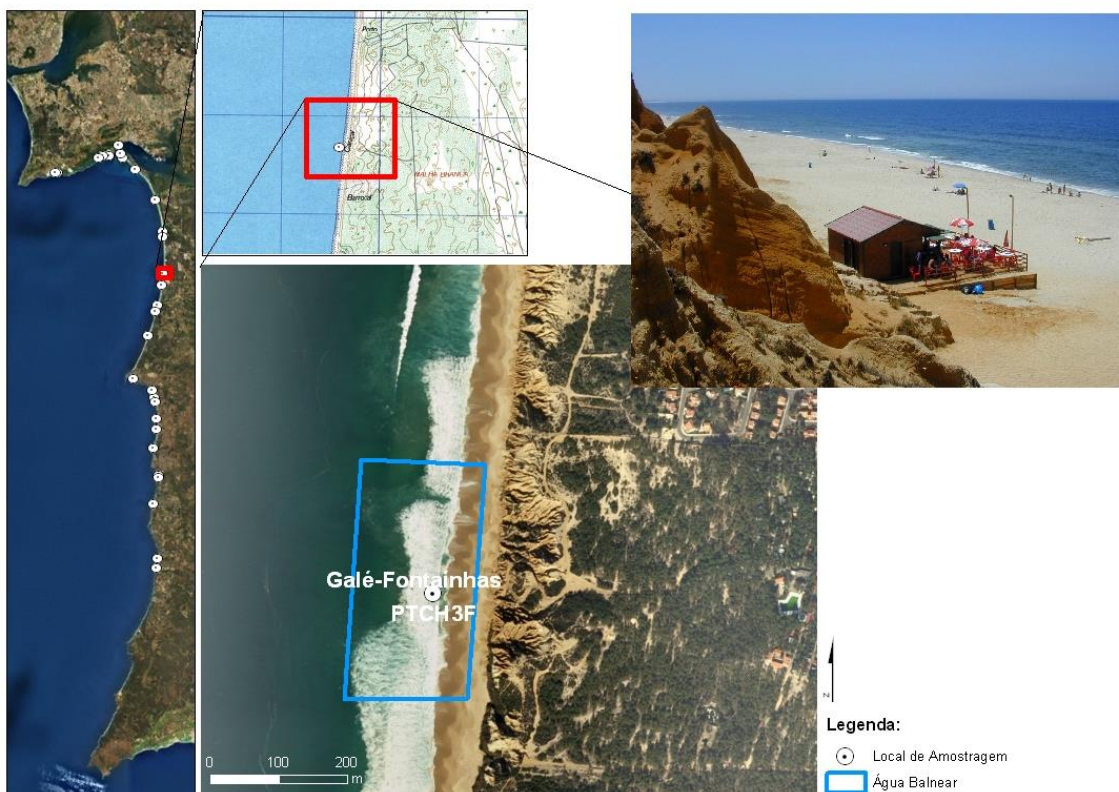 Galé-Fontainhas
PTCH3F
0 100 200
m
N
Legenda:
Local de Amostragem
Água Balnear